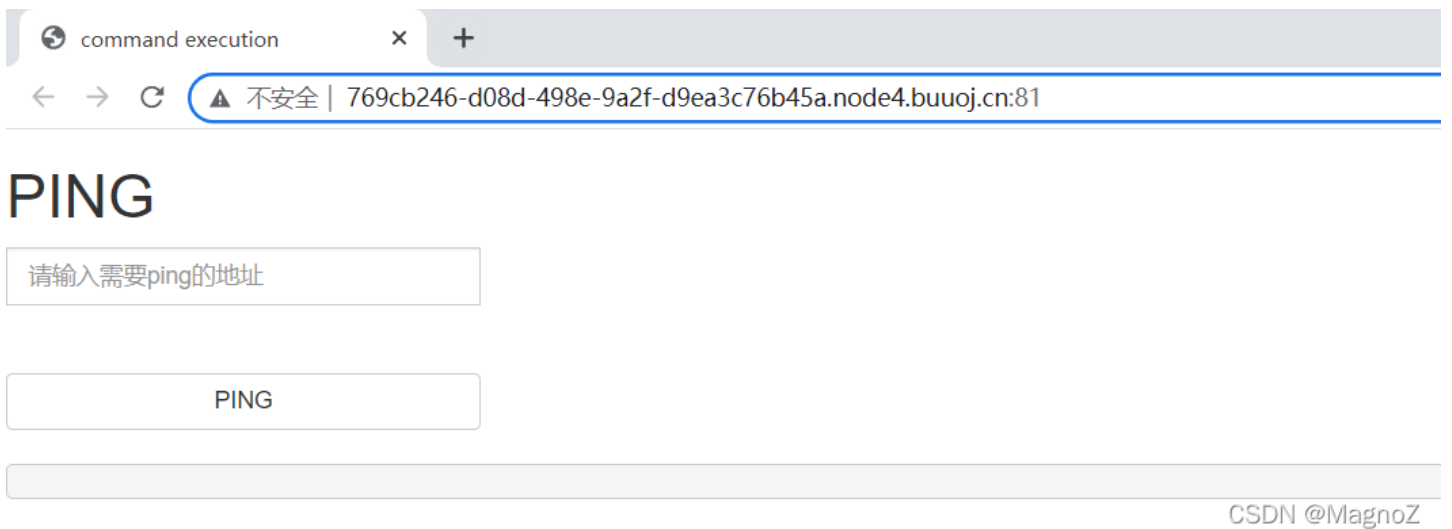 command execution
不安全 | 769cb246-d08d-498e-9a2f-d9ea3c76b45a.node4.buuoj.cn:81
PING
请输入需要ping的地址
PING
CSDN @MagnoZ